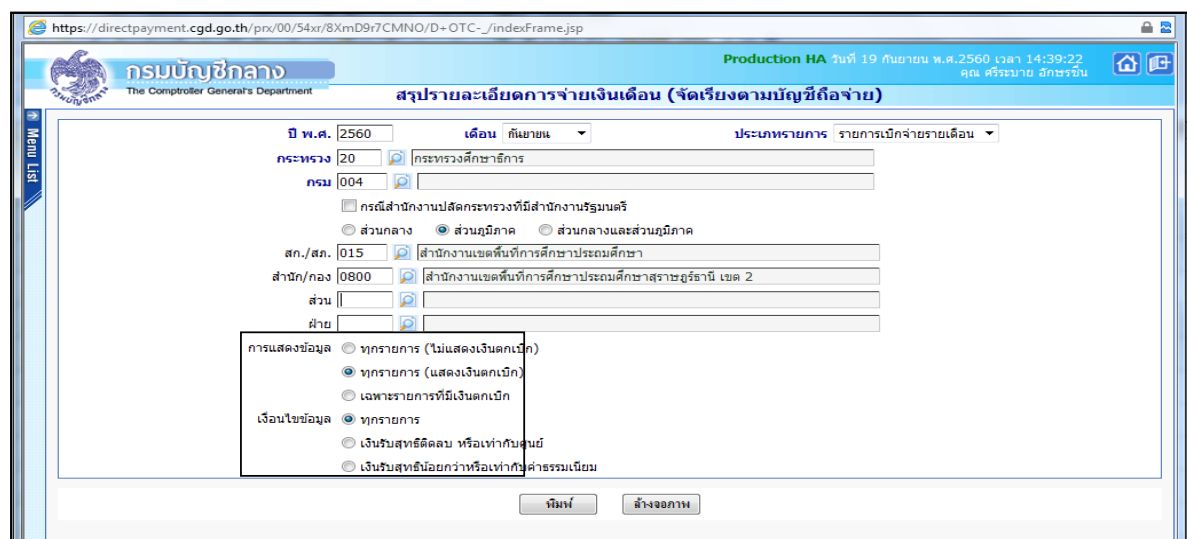 https://directpayment.cgd.go.th/prx/00/54xr/8XmD9r7CMNO/D+OTC-_/indexFrame.jsp
กรมบัญชีกลาง
The Comptroller General's Department
Production HA วันที่ 19 กันยายน พ.ศ.2560 เวลา 14:39:22
คุณ ศรีระบาย อักษรขึ้น
สรุปรายละเอียดการจ่ายเงินเดือน (จัดเรียงตามบัญชีถือจ่าย)
Menu List
ปี พ.ศ. 2560 เดือน กันยายน ประเภทรายการ รายการเบิกจ่ายรายเดือน
กระทรวง 20 กระทรวงศึกษาธิการ
กรม 004
กรณีสำนักงานปลัดกระทรวงที่มีสำนักงานรัฐมนตรี
ส่วนกลาง ส่วนภูมิภาค ส่วนกลางและส่วนภูมิภาค
สก./สภ. 015 สำนักงานเขตพื้นที่การศึกษาประถมศึกษา
สำนัก/กอง 0800 สำนักงานเขตพื้นที่การศึกษาประถมศึกษาสุราษฎร์ธานี เขต 2
ส่วน
ฝ่าย
การแสดงข้อมูล ทุกรายการ (ไม่แสดงเงินตกเบิก)
ทุกรายการ (แสดงเงินตกเบิก)
เฉพาะรายการที่มีเงินตกเบิก
เงื่อนไขข้อมูล ทุกรายการ
เงินรับสุทธิติดลบ หรือเท่ากับศูนย์
เงินรับสุทธิน้อยกว่าหรือเท่ากับค่าธรรมเนียม
พิมพ์ ล้างจอภาพ